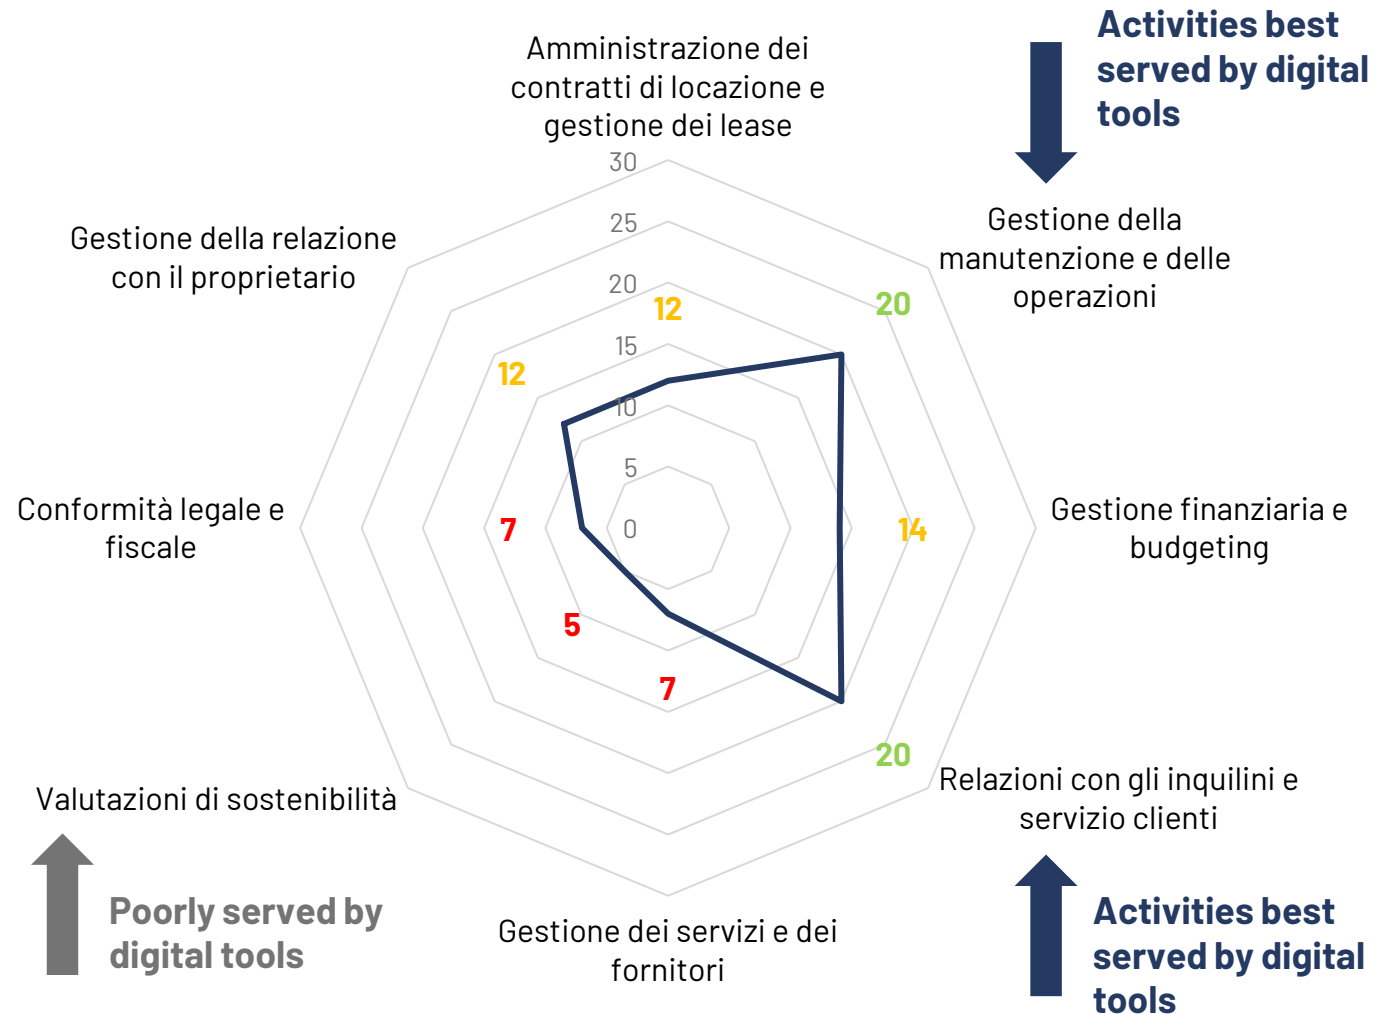 Amministrazione dei
contratti di locazione e
gestione dei lease
Activities best
served by digital
tools
30
25
20
15
10
5
0
Gestione della
manutenzione e delle
operazioni
20
12
Gestione della relazione
con il proprietario
12
Conformità legale e
fiscale
7
14
Gestione finanziaria e
budgeting
5
7
20
Relazioni con gli inquilini e
servizio clienti
Valutazioni di sostenibilità
Poorly served by
digital tools
Gestione dei servizi e dei
fornitori
Activities best
served by digital
tools